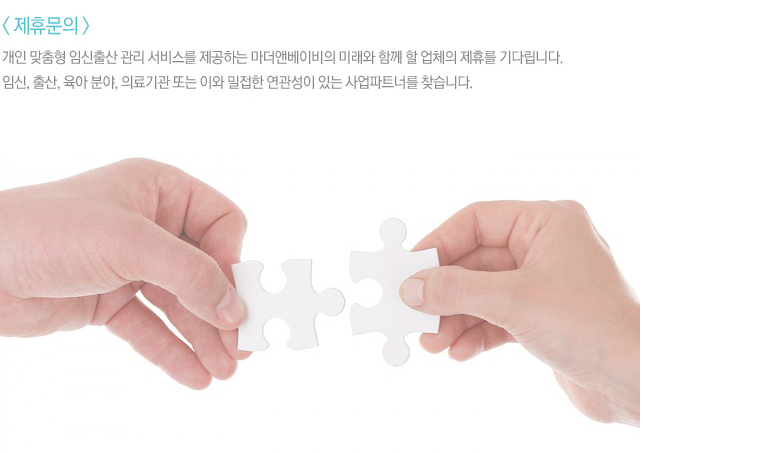 〈 제휴문의 〉
개인 맞춤형 임신출산 관리 서비스를 제공하는 마더앤베이비의 미래와 함께 할 업체의 제휴를 기다립니다.
임신, 출산, 육아 분야, 의료기관 또는 이와 밀접한 연관성이 있는 사업파트너를 찾습니다.